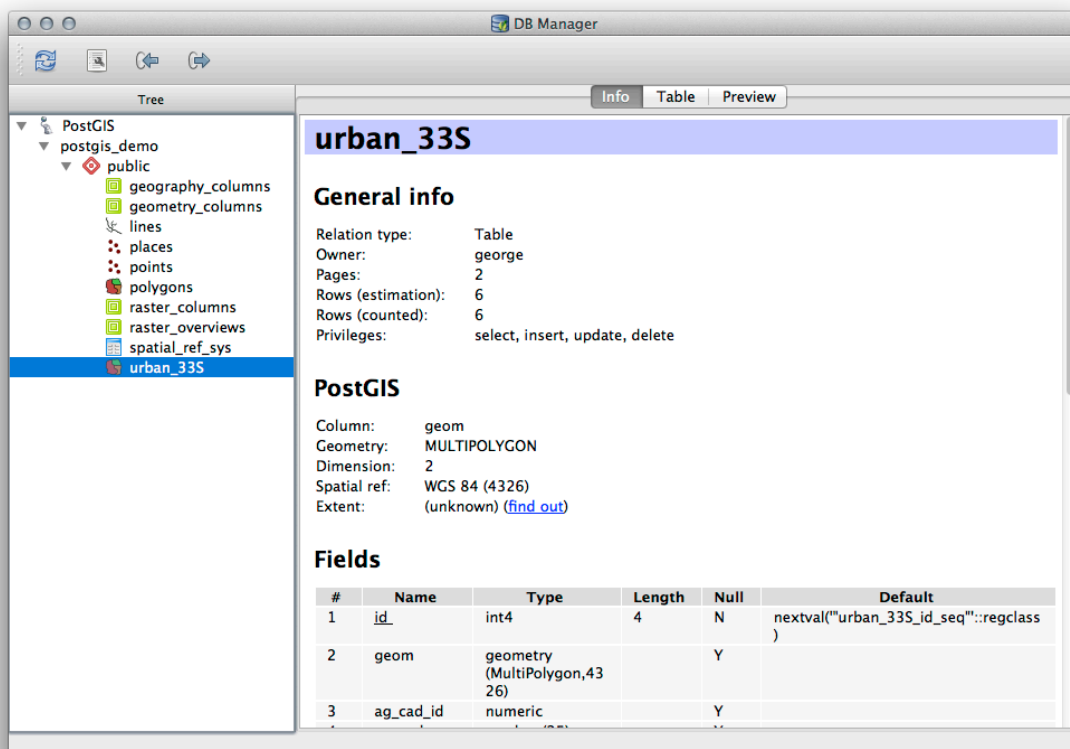 DB Manager
Tree
Info Table Preview
PostGIS
postgis_demo
public
geography_columns
geometry_columns
lines
places
points
polygons
raster_columns
raster_overviews
spatial_ref_sys
urban_33S
urban_33S
General info
Relation type: Table
Owner: george
Pages: 2
Rows (estimation): 6
Rows (counted): 6
Privileges: select, insert, update, delete
PostGIS
Column: geom
Geometry: MULTIPOLYGON
Dimension: 2
Spatial ref: WGS 84 (4326)
Extent: (unknown) (find out)
Fields
# Name Type Length Null Default
1 id int4 4 N nextval('"urban_33S_id_seq"'::regclass
)
2 geom geometry Y
(MultiPolygon,43
26)
3 ag_cad_id numeric Y